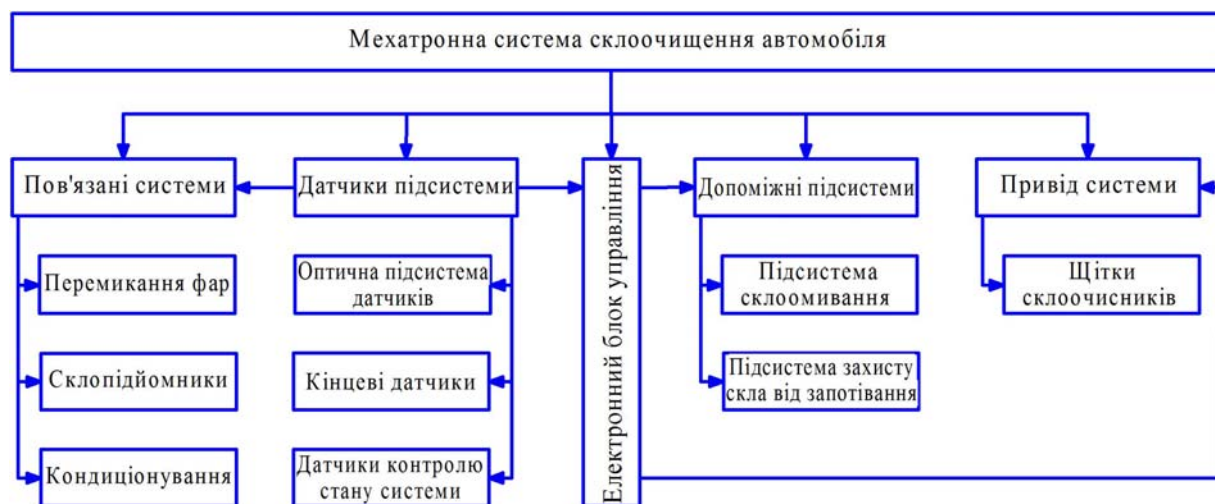 Мехатронна система склоочищення автомобіля
Пов'язані системи
Датчики підсистеми
Електронний блок управління
Допоміжні підсистеми
Привід системи
Перемикання фар
Оптична підсистема
датчиків
Підсистема
склоомивання
Щітки
склоочисників
Склопідйомники
Кінцеві датчики
Підсистема захисту
скла від запотівання
Кондиціонування
Датчики контролю
стану системи